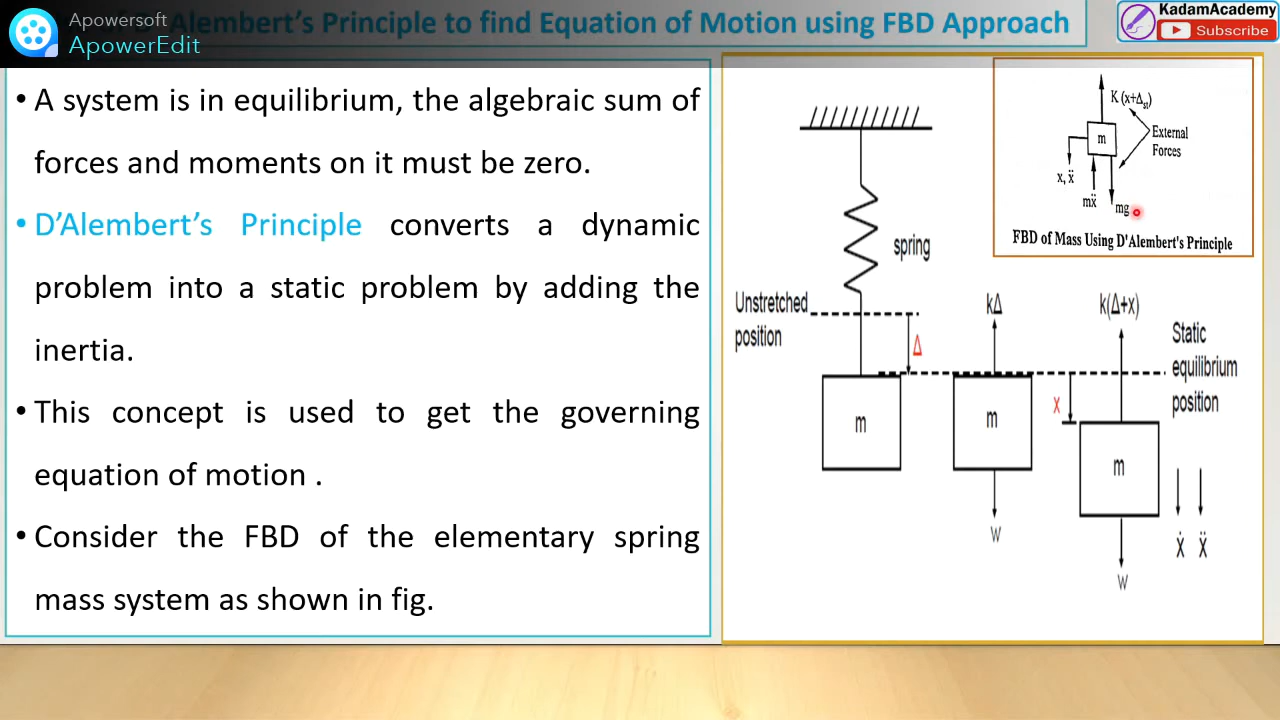 Apowersoft
ApowerEdit
Alembert's Principle to find Equation of Motion using FBD Approach
KadamAcademy
Subscribe
• A system is in equilibrium, the algebraic sum of
forces and moments on it must be zero.
• D'Alembert's Principle converts a dynamic
problem into a static problem by adding the
inertia.
• This concept is used to get the governing
equation of motion .
• Consider the FBD of the elementary spring
mass system as shown in fig.
K (x+Δst)
m
External
Forces
x, ẍ
mẍ
mg
FBD of Mass Using D'Alembert's Principle
spring
Unstretched
position
Δ
kΔ
k(Δ+x)
Static
equilibrium
position
x
m
m
m
W
W
ẋ ẍ